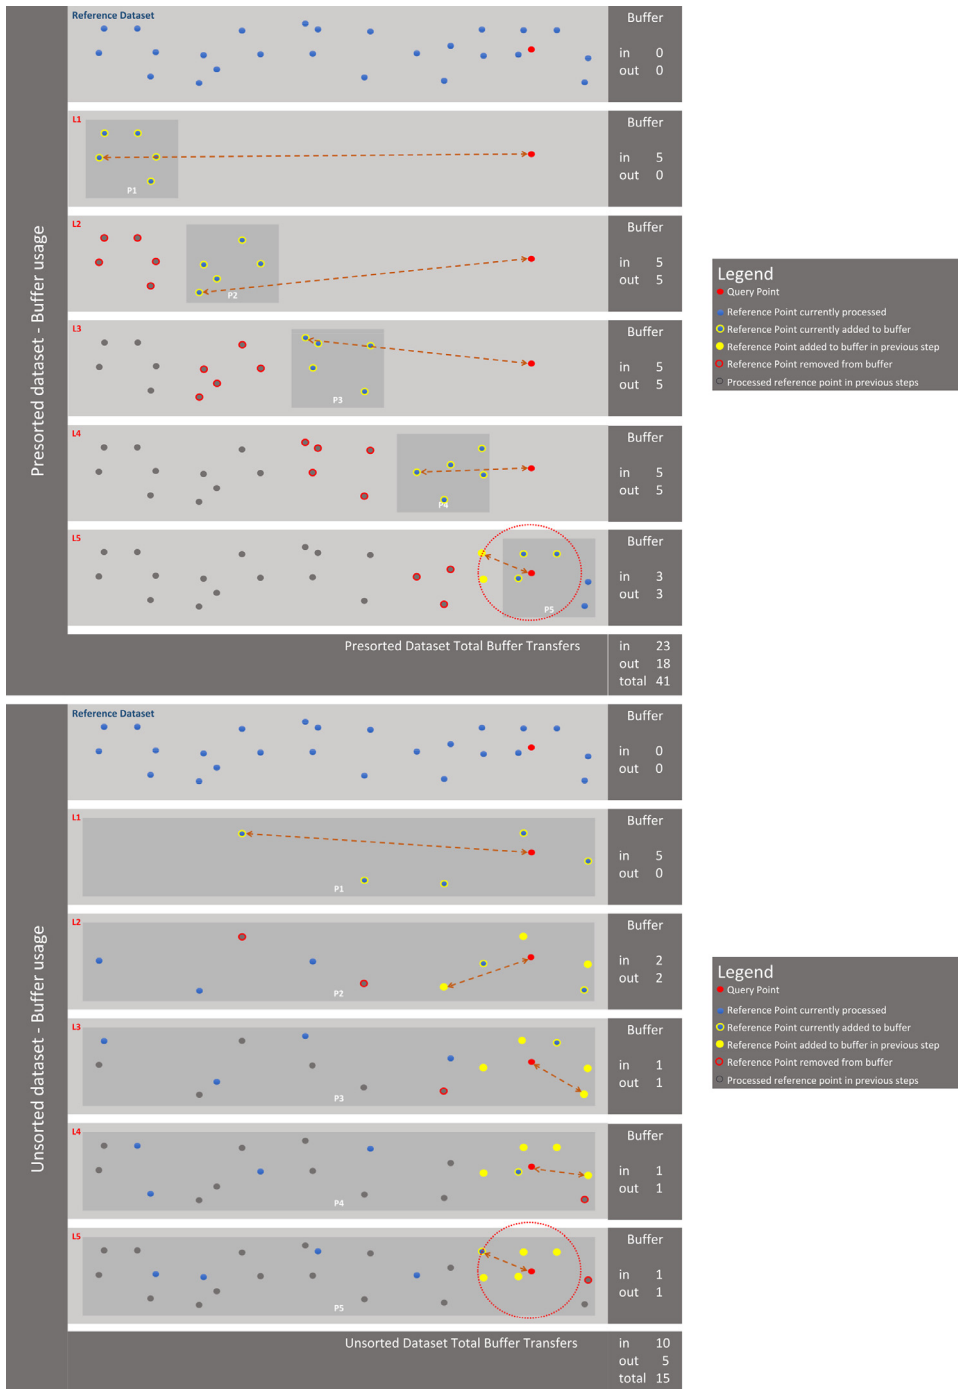 Presorted dataset - Buffer usage
Reference Dataset
Buffer
in 0
out 0
L1
P1
Buffer
in 5
out 0
L2
P2
Buffer
in 5
out 5
L3
P3
Buffer
in 5
out 5
L4
P4
Buffer
in 5
out 5
L5
P5
Buffer
in 3
out 3
Presorted Dataset Total Buffer Transfers
in 23
out 18
total 41
Legend
Query Point
Reference Point currently processed
Reference Point currently added to buffer
Reference Point added to buffer in previous step
Reference Point removed from buffer
Processed reference point in previous steps
Unsorted dataset - Buffer usage
Reference Dataset
Buffer
in 0
out 0
L1
P1
Buffer
in 5
out 0
L2
P2
Buffer
in 2
out 2
L3
P3
Buffer
in 1
out 1
L4
P4
Buffer
in 1
out 1
L5
P5
Buffer
in 1
out 1
Unsorted Dataset Total Buffer Transfers
in 10
out 5
total 15
Legend
Query Point
Reference Point currently processed
Reference Point currently added to buffer
Reference Point added to buffer in previous step
Reference Point removed from buffer
Processed reference point in previous steps